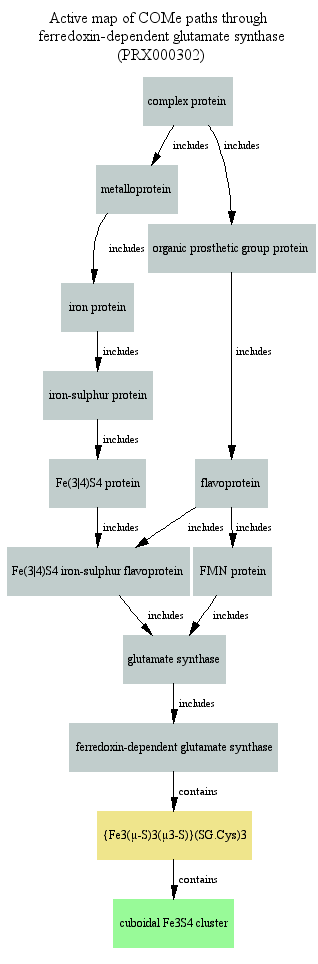 Active map of COMe paths through
ferredoxin-dependent glutamate synthase
(PRX000302)
complex protein
includes
includes
metalloprotein
organic prosthetic group protein
includes
iron protein
includes
includes
iron-sulphur protein
includes
Fe(3|4)S4 protein
flavoprotein
includes
includes
includes
Fe(3|4)S4 iron-sulphur flavoprotein
FMN protein
includes
includes
glutamate synthase
includes
ferredoxin-dependent glutamate synthase
contains
{Fe3(μ-S)3(μ3-S)}(SG.Cys)3
contains
cuboidal Fe3S4 cluster